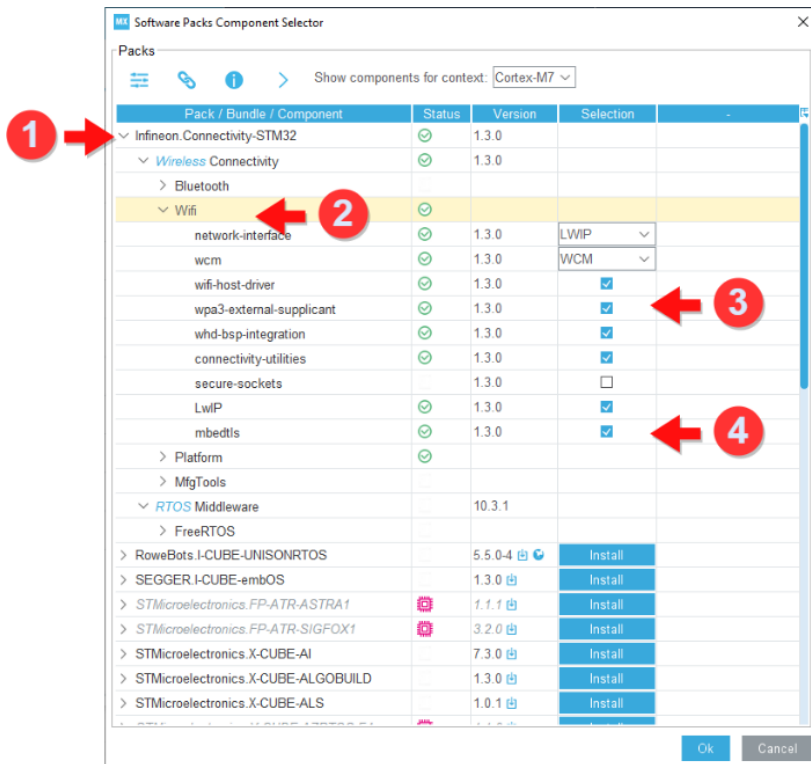 MX Software Packs Component Selector
Packs
Show components for context: Cortex-M7
Pack / Bundle / Component Status Version Selection -
1
Infineon.Connectivity-STM32 1.3.0
Wireless Connectivity 1.3.0
Bluetooth
Wifi
2
network-interface 1.3.0 LWIP
wcm 1.3.0 WCM
wifi-host-driver 1.3.0
3
wpa3-external-supplicant 1.3.0
whd-bsp-integration 1.3.0
connectivity-utilities 1.3.0
secure-sockets 1.3.0
LwIP 1.3.0
mbedtls 1.3.0
4
Platform
MfgTools
RTOS Middleware 10.3.1
FreeRTOS
RoweBots.I-CUBE-UNISONRTOS 5.5.0-4 Install
SEGGER.I-CUBE-embOS 1.3.0 Install
STMicroelectronics.FP-ATR-ASTRA1 1.1.1 Install
STMicroelectronics.FP-ATR-SIGFOX1 3.2.0 Install
STMicroelectronics.X-CUBE-AI 7.3.0 Install
STMicroelectronics.X-CUBE-ALGOBUILD 1.3.0 Install
STMicroelectronics.X-CUBE-ALS 1.0.1 Install
Ok Cancel